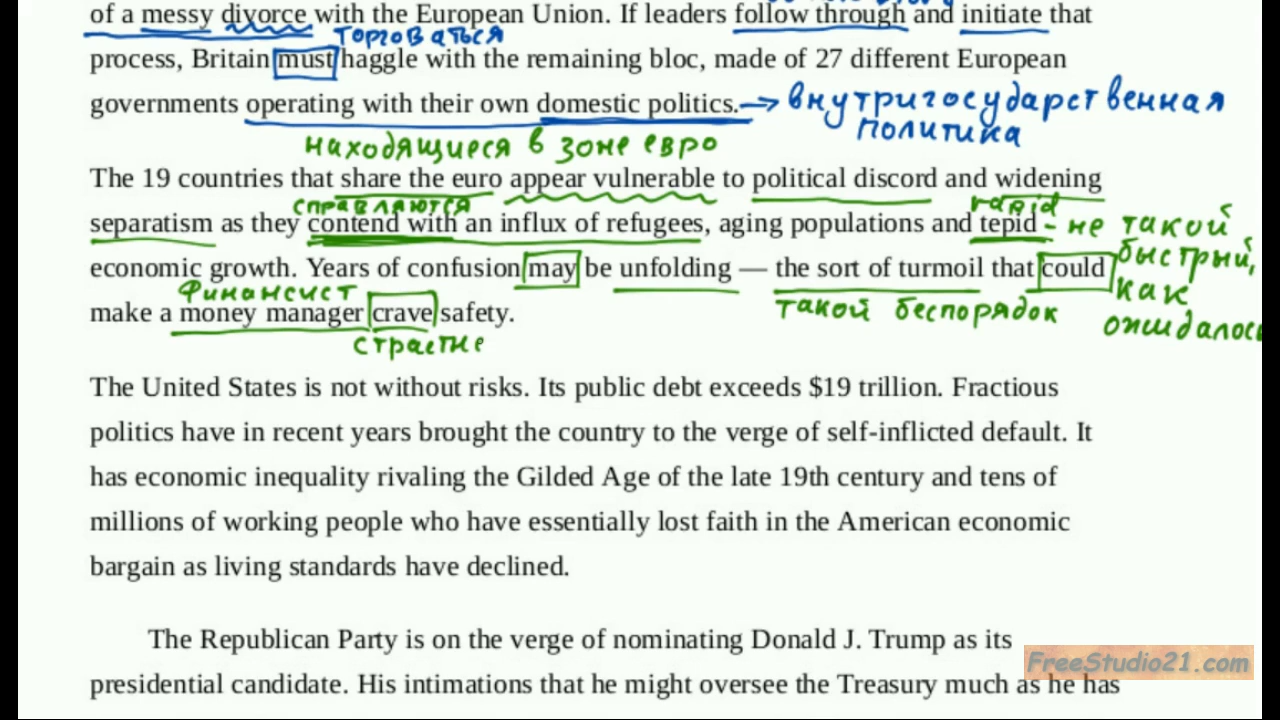 of a messy divorce with the European Union. If leaders follow through and initiate that
торговаться
process, Britain must haggle with the remaining bloc, made of 27 different European
governments operating with their own domestic politics. → внутригосударственная
политика
находящиеся в зоне евро
The 19 countries that share the euro appear vulnerable to political discord and widening
справляются rapid
separatism as they contend with an influx of refugees, aging populations and tepid - не такой
быстрый,
economic growth. Years of confusion may be unfolding — the sort of turmoil that could
финансист как
make a money manager crave safety. такой беспорядок
ожидалось
страстне
The United States is not without risks. Its public debt exceeds $19 trillion. Fractious
politics have in recent years brought the country to the verge of self-inflicted default. It
has economic inequality rivaling the Gilded Age of the late 19th century and tens of
millions of working people who have essentially lost faith in the American economic
bargain as living standards have declined.
The Republican Party is on the verge of nominating Donald J. Trump as its
FreeStudio21.com
presidential candidate. His intimations that he might oversee the Treasury much as he has